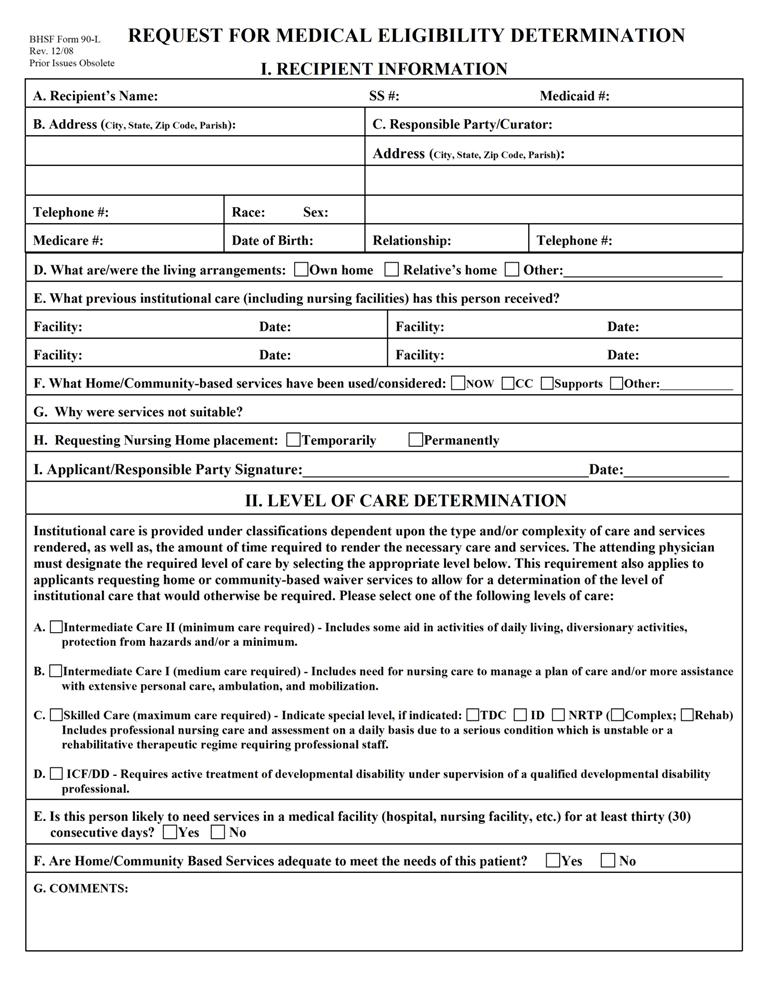 BHSF Form 90-L
Rev. 12/08
Prior Issues Obsolete
REQUEST FOR MEDICAL ELIGIBILITY DETERMINATION
I. RECIPIENT INFORMATION
A. Recipient's Name: SS #: Medicaid #:
B. Address (City, State, Zip Code, Parish): C. Responsible Party/Curator:
Address (City, State, Zip Code, Parish):
Telephone #: Race: Sex:
Medicare #: Date of Birth: Relationship: Telephone #:
D. What are/were the living arrangements: ☐Own home ☐ Relative's home ☐ Other:______________________
E. What previous institutional care (including nursing facilities) has this person received?
Facility: Date: Facility: Date:
Facility: Date: Facility: Date:
F. What Home/Community-based services have been used/considered: ☐NOW ☐CC ☐Supports ☐Other:___________
G. Why were services not suitable?
H. Requesting Nursing Home placement: ☐Temporarily ☐Permanently
I. Applicant/Responsible Party Signature:______________________________________Date:______________
II. LEVEL OF CARE DETERMINATION
Institutional care is provided under classifications dependent upon the type and/or complexity of care and services
rendered, as well as, the amount of time required to render the necessary care and services. The attending physician
must designate the required level of care by selecting the appropriate level below. This requirement also applies to
applicants requesting home or community-based waiver services to allow for a determination of the level of
institutional care that would otherwise be required. Please select one of the following levels of care:
A. ☐Intermediate Care II (minimum care required) - Includes some aid in activities of daily living, diversionary activities,
protection from hazards and/or a minimum.
B. ☐Intermediate Care I (medium care required) - Includes need for nursing care to manage a plan of care and/or more assistance
with extensive personal care, ambulation, and mobilization.
C. ☐Skilled Care (maximum care required) - Indicate special level, if indicated: ☐TDC ☐ ID ☐ NRTP (☐Complex; ☐Rehab)
Includes professional nursing care and assessment on a daily basis due to a serious condition which is unstable or a
rehabilitative therapeutic regime requiring professional staff.
D. ☐ ICF/DD - Requires active treatment of developmental disability under supervision of a qualified developmental disability
professional.
E. Is this person likely to need services in a medical facility (hospital, nursing facility, etc.) for at least thirty (30)
consecutive days? ☐Yes ☐ No
F. Are Home/Community Based Services adequate to meet the needs of this patient? ☐Yes ☐ No
G. COMMENTS: